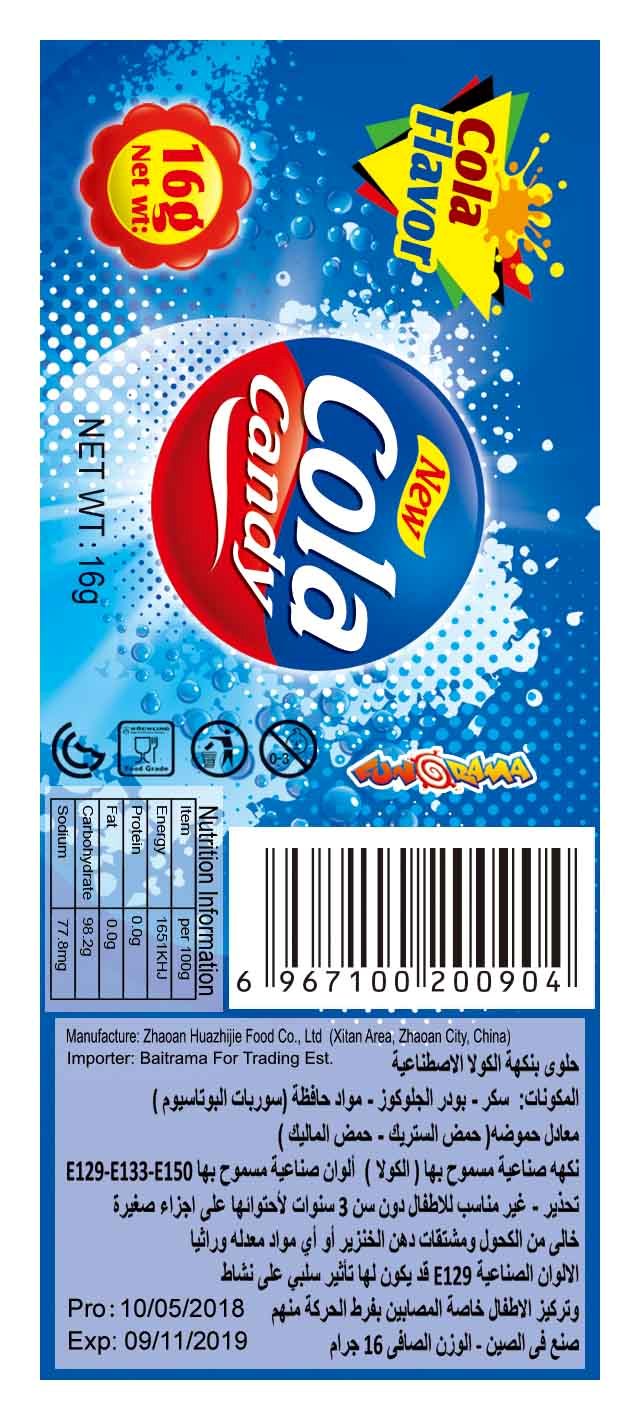 Cola
Flavor
16g
Net wt:
New
Cola
Candy
NET WT: 16g
FUNORAMA
0-3
Food Grade
Nutrition Information
Item per 100g
Energy 1651KHJ
Protein 0.0g
Fat 0.0g
Carbohydrate 98.2g
Sodium 77.8mg
6 967100 200904
Manufacture: Zhaoan Huazhijie Food Co., Ltd (Xitan Area, Zhaoan City, China)
Importer: Baitrama For Trading Est.
حلوى بنكهة الكولا الاصطناعية
المكونات: سكر - بودر الجلوكوز - مواد حافظة (سوربات البوتاسيوم )
معادل حموضه( حمض الستريك - حمض الماليك )
نكهه صناعية مسموح بها ( الكولا ) ألوان صناعية مسموح بها E129-E133-E150
تحذير - غير مناسب للاطفال دون سن 3 سنوات لأحتوائها على اجزاء صغيرة
خالى من الكحول ومشتقات دهن الخنزير أو أي مواد معدله وراثيا
الالوان الصناعية E129 قد يكون لها تأثير سلبي على نشاط
وتركيز الاطفال خاصة المصابين بفرط الحركة منهم
Pro: 10/05/2018
صنع فى الصين - الوزن الصافى 16 جرام
Exp: 09/11/2019